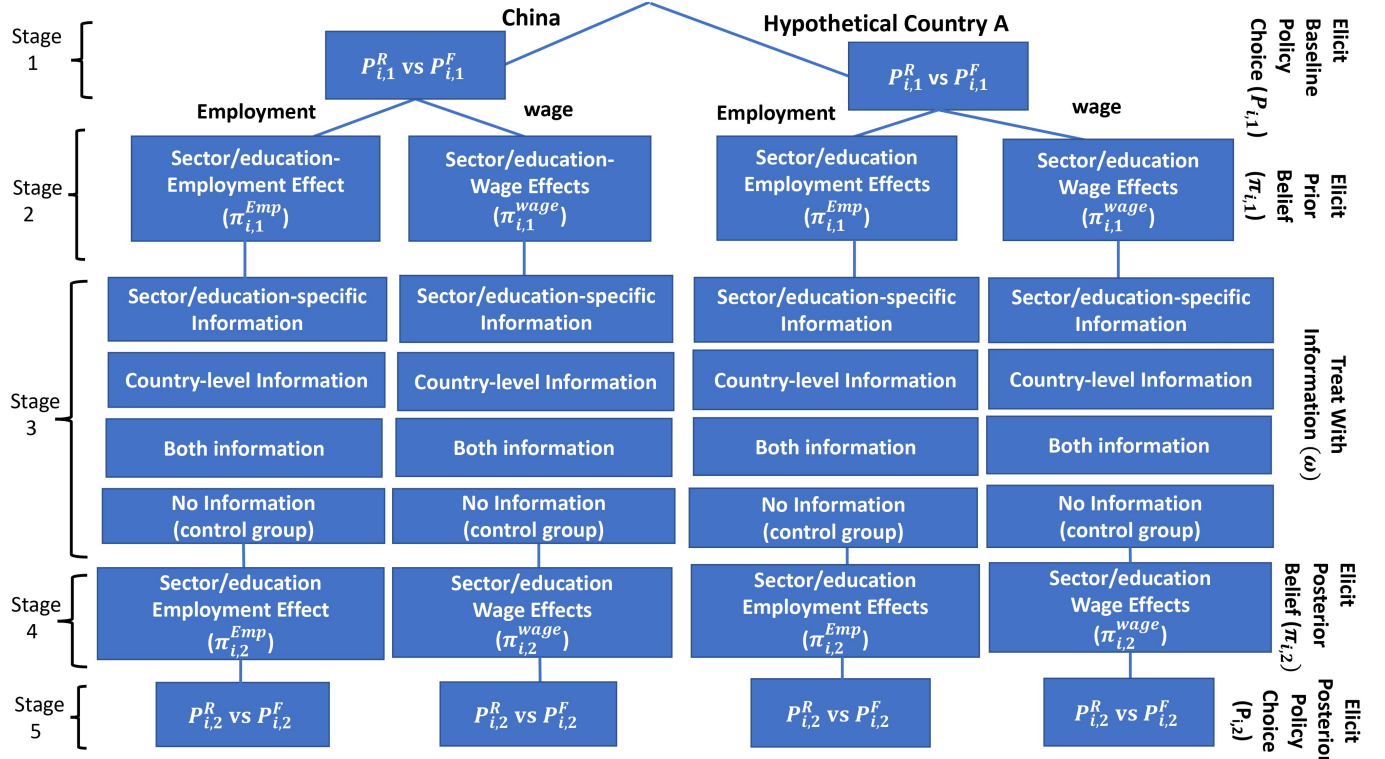 China
Hypothetical Country A
Stage
1
P^R_{i,1} vs P^F_{i,1}
P^R_{i,1} vs P^F_{i,1}
Elicit
Baseline
Policy
Choice (P_{i,1})
Employment
wage
Employment
wage
Stage
2
Sector/education-
Employment Effect
(π^{Emp}_{i,1})
Sector/education-
Wage Effects
(π^{wage}_{i,1})
Sector/education
Employment Effects
(π^{Emp}_{i,1})
Sector/education
Wage Effects
(π^{wage}_{i,1})
Elicit
Prior
Belief
(π_{i,1})
Stage
3
Sector/education-specific
Information
Sector/education-specific
Information
Sector/education-specific
Information
Sector/education-specific
Information
Country-level Information
Country-level Information
Country-level Information
Country-level Information
Both information
Both information
Both information
Both information
No Information
(control group)
No Information
(control group)
No Information
(control group)
No Information
(control group)
Treat With
Information (ω)
Stage
4
Sector/education
Employment Effect
(π^{Emp}_{i,2})
Sector/education
Wage Effects
(π^{wage}_{i,2})
Sector/education
Employment Effects
(π^{Emp}_{i,2})
Sector/education
Wage Effects
(π^{wage}_{i,2})
Elicit
Posterior
Belief (π_{i,2})
Stage
5
P^R_{i,2} vs P^F_{i,2}
P^R_{i,2} vs P^F_{i,2}
P^R_{i,2} vs P^F_{i,2}
P^R_{i,2} vs P^F_{i,2}
Elicit
Posterior
Policy
Choice
(P_{i,2})